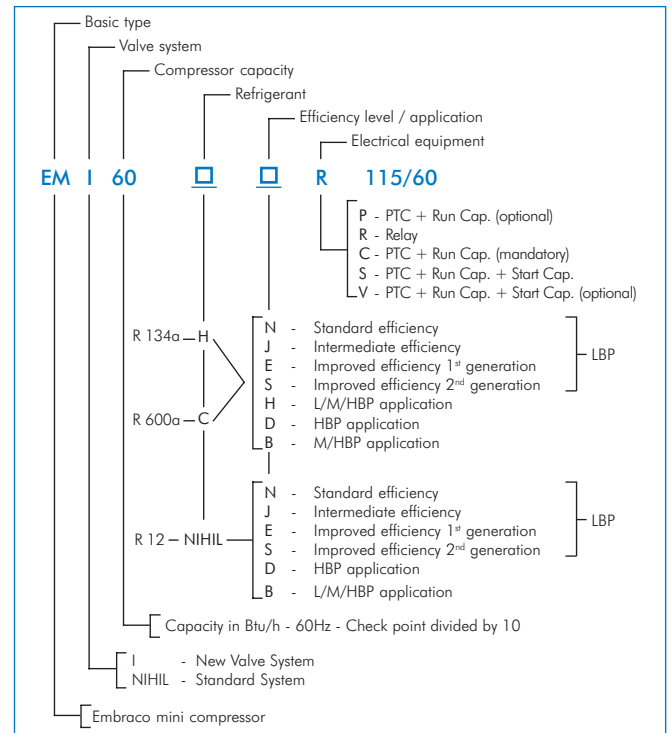 Basic type
Valve system
Compressor capacity
Refrigerant
Efficiency level / application
Electrical equipment
EM I 60 R 115/60
P - PTC + Run Cap. (optional)
R - Relay
C - PTC + Run Cap. (mandatory)
S - PTC + Run Cap. + Start Cap.
V - PTC + Run Cap. + Start Cap. (optional)
R 134a H
R 600a C
N - Standard efficiency
J - Intermediate efficiency
E - Improved efficiency 1st generation
S - Improved efficiency 2nd generation
LBP
H - L/M/HBP application
D - HBP application
B - M/HBP application
R 12 NIHIL
N - Standard efficiency
J - Intermediate efficiency
E - Improved efficiency 1st generation
S - Improved efficiency 2nd generation
LBP
D - HBP application
B - L/M/HBP application
Capacity in Btu/h - 60Hz - Check point divided by 10
I - New Valve System
NIHIL - Standard System
Embraco mini compressor